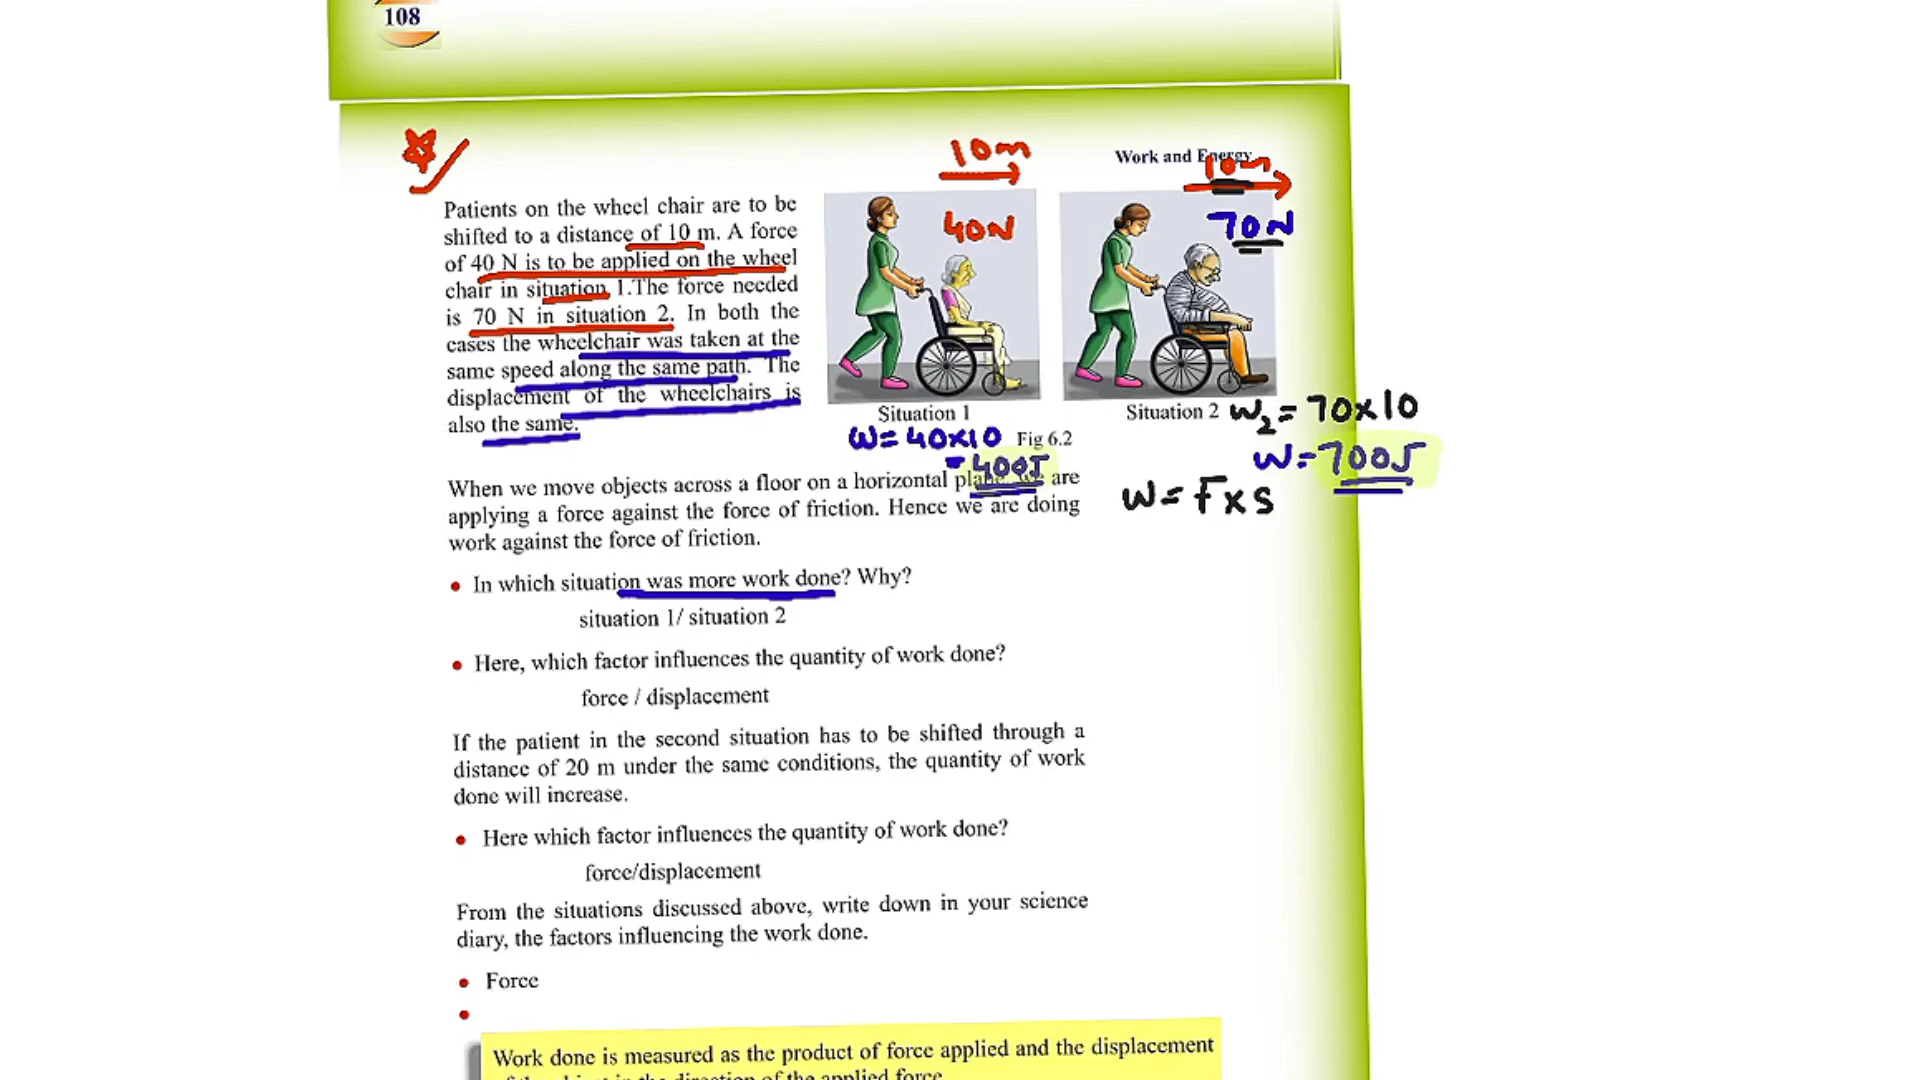 108
Work and Energy
10m
10m
Patients on the wheel chair are to be
shifted to a distance of 10 m. A force
of 40 N is to be applied on the wheel
chair in situation 1.The force needed
is 70 N in situation 2. In both the
cases the wheelchair was taken at the
same speed along the same path. The
displacement of the wheelchairs is
also the same.
40N
70N
Situation 1
Situation 2
W = 40x10
= 400J
Fig 6.2
W2 = 70x10
W = 700J
W = F x s
When we move objects across a floor on a horizontal plane, we are
applying a force against the force of friction. Hence we are doing
work against the force of friction.
• In which situation was more work done? Why?
situation 1/ situation 2
• Here, which factor influences the quantity of work done?
force / displacement
If the patient in the second situation has to be shifted through a
distance of 20 m under the same conditions, the quantity of work
done will increase.
• Here which factor influences the quantity of work done?
force/displacement
From the situations discussed above, write down in your science
diary, the factors influencing the work done.
• Force
•
Work done is measured as the product of force applied and the displacement
of the object in the direction of the applied force